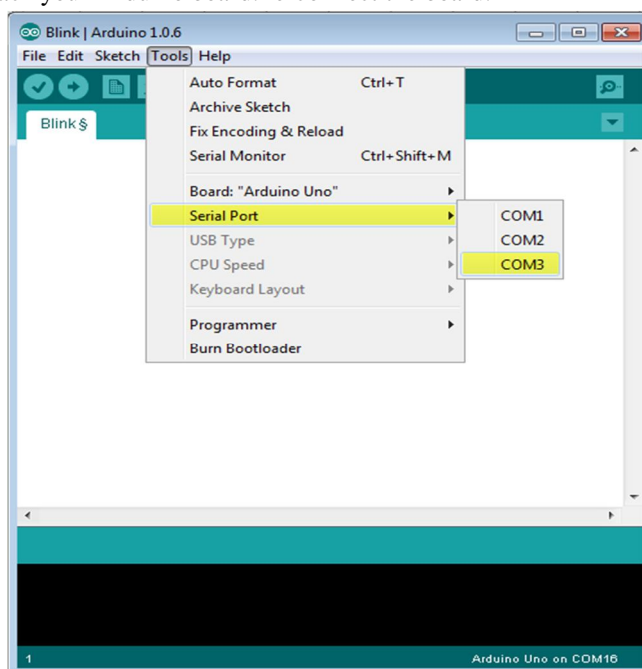 Blink | Arduino 1.0.6
File Edit Sketch Tools Help
Auto Format Ctrl+T
Archive Sketch
Fix Encoding & Reload
Serial Monitor Ctrl+Shift+M
Blink §
Board: "Arduino Uno"
Serial Port
USB Type
CPU Speed
Keyboard Layout
Programmer
Burn Bootloader
COM1
COM2
COM3
1 Arduino Uno on COM16